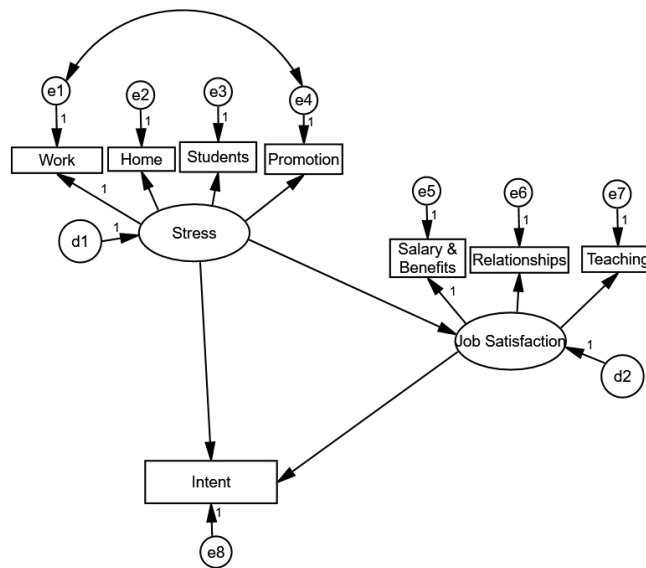 e1
e2
e3
e4
1
1
1
1
Work
Home
Students
Promotion
1
e5
e6
e7
d1
1
Stress
1
1
1
Salary &
Benefits
Relationships
Teaching
1
Job Satisfaction
1
d2
Intent
1
e8